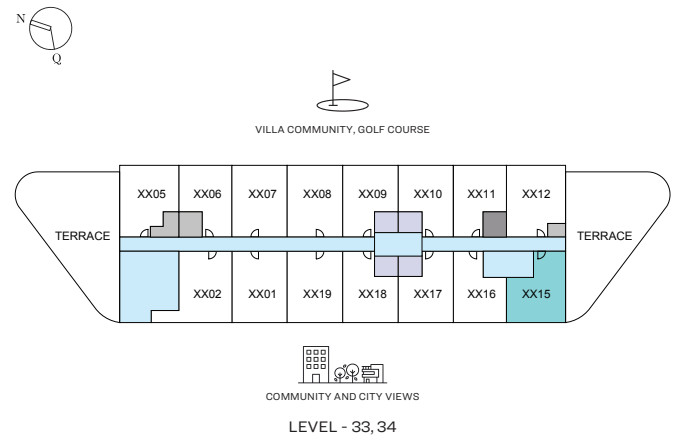 N
Q
VILLA COMMUNITY, GOLF COURSE
XX05 XX06 XX07 XX08 XX09 XX10 XX11 XX12
TERRACE TERRACE
XX02 XX01 XX19 XX18 XX17 XX16 XX15
COMMUNITY AND CITY VIEWS
LEVEL - 33, 34